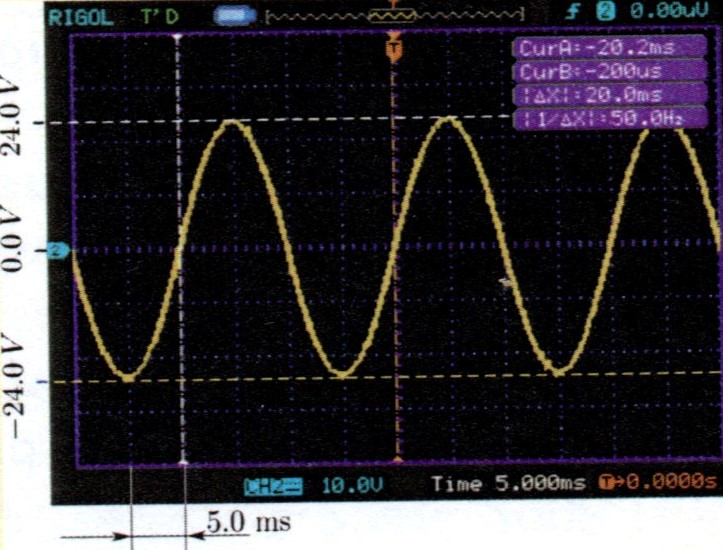 RIGOL T'D 2 0.00uV
CurA:-20.2ms
CurB:-200us
|ΔX|:20.0ms
|1/ΔX|:50.0Hz
T
24.0 V
0.0 V
2
-24.0 V
CH2 10.0V Time 5.000ms T→0.0000s
5.0 ms